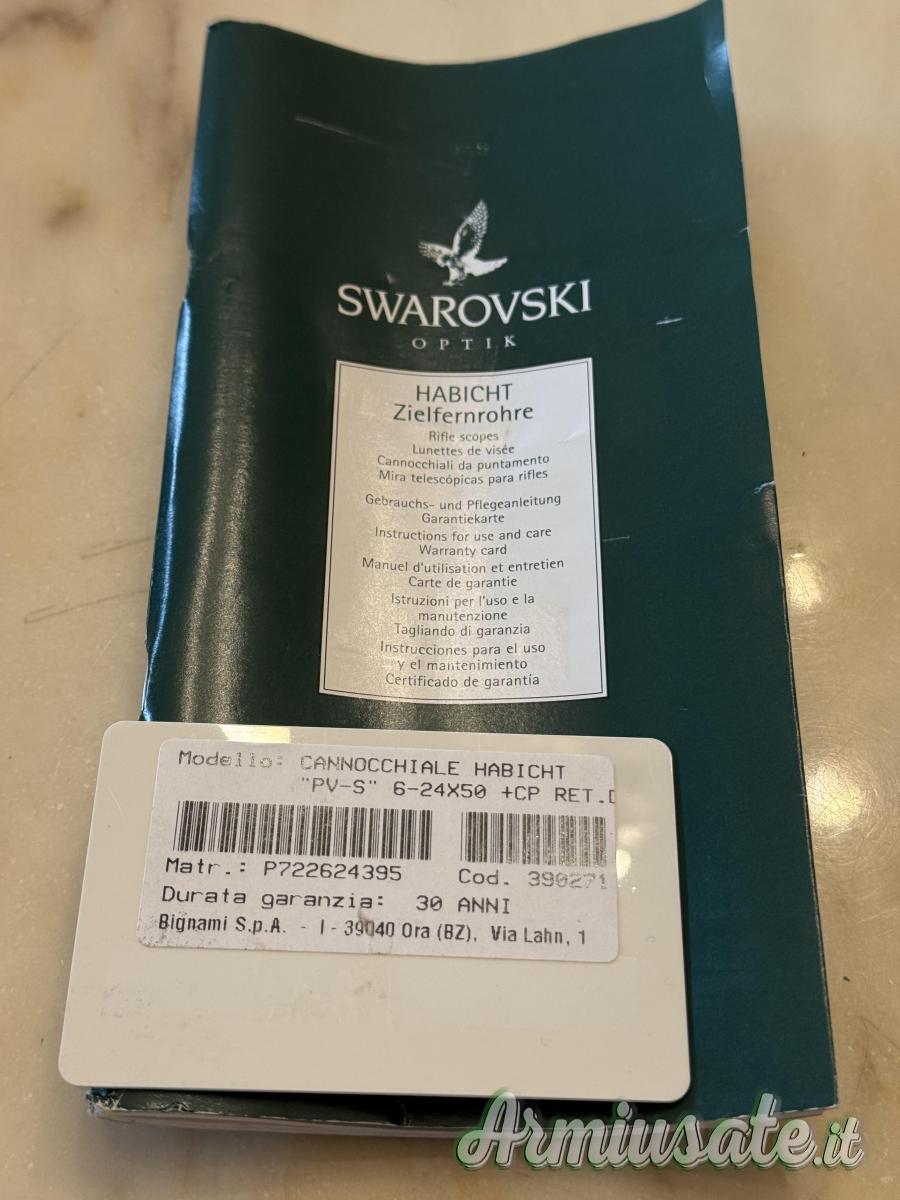 SWAROVSKI
OPTIK
HABICHT
Zielfernrohre
Rifle scopes
Lunettes de visée
Cannocchiali da puntamento
Mira telescópicas para rifles
Gebrauchs- und Pflegeanleitung
Garantiekarte
Instructions for use and care
Warranty card
Manuel d'utilisation et entretien
Carte de garantie
Istruzioni per l'uso e la
manutenzione
Tagliando di garanzia
Instrucciones para el uso
y el mantenimiento
Certificado de garantía
Modello: CANNOCCHIALE HABICHT
"PV-S" 6-24X50 +CP RET.
Matr.: P722624395 Cod. 390271
Durata garanzia: 30 ANNI
Bignami S.p.A. - I - 39040 Ora (BZ), Via Lahn, 1
Armiusate.it